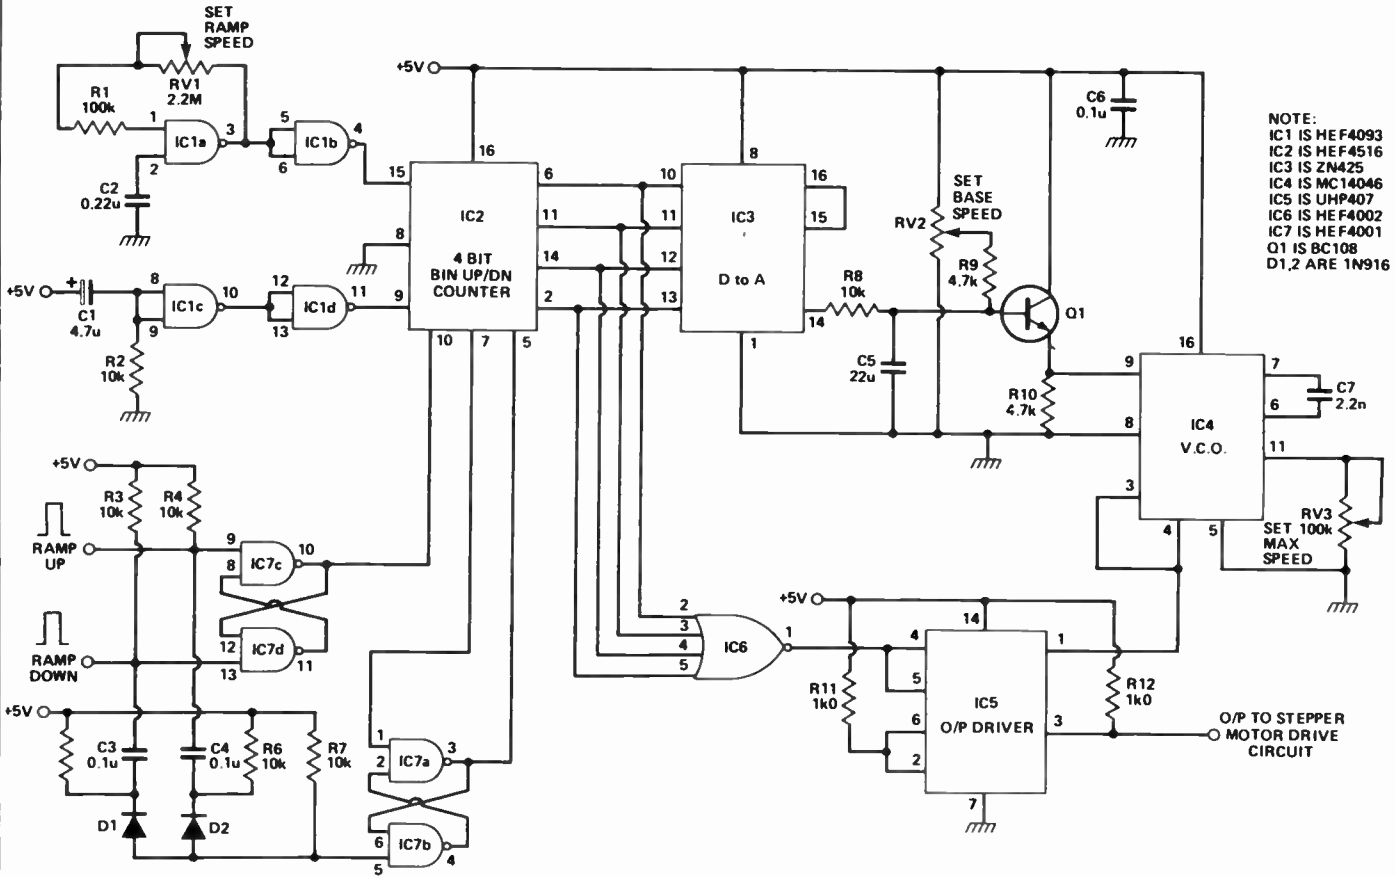 SET
RAMP
SPEED
RV1
2.2M
R1
100k
1
IC1a
3
2
5
IC1b
4
6
C2
0.22u
+5V
16
15
IC2
8
4 BIT
BIN UP/DN
COUNTER
9
10
7
5
6
11
14
2
+5V
+
C1
4.7u
8
IC1c
10
9
12
IC1d
11
13
R2
10k
8
10
11
12
13
IC3
D to A
16
15
14
1
R8
10k
C5
22u
SET
BASE
SPEED
RV2
R9
4.7k
Q1
R10
4.7k
C6
0.1u
NOTE:
IC1 IS HEF4093
IC2 IS HEF4516
IC3 IS ZN425
IC4 IS MC14046
IC5 IS UHP407
IC6 IS HEF4002
IC7 IS HEF4001
Q1 IS BC108
D1,2 ARE 1N916
16
9
8
3
4
5
IC4
V.C.O.
7
6
11
C7
2.2n
RV3
100k
SET
MAX
SPEED
+5V
R3
10k
R4
10k
RAMP
UP
9
8
IC7c
10
RAMP
DOWN
12
13
IC7d
11
+5V
C3
0.1u
C4
0.1u
R6
10k
R7
10k
D1
D2
1
2
IC7a
3
6
5
IC7b
4
2
3
4
5
IC6
1
+5V
14
4
5
6
2
IC5
O/P DRIVER
1
3
7
R11
1k0
R12
1k0
O/P TO STEPPER
MOTOR DRIVE
CIRCUIT